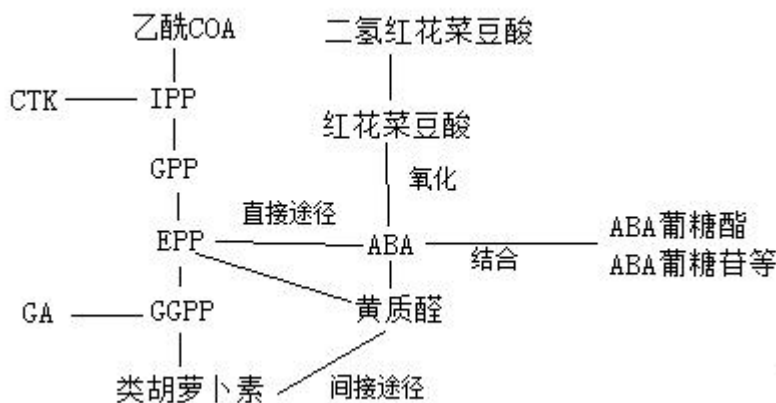 乙酰COA
二氢红花菜豆酸
CTK
IPP
红花菜豆酸
GPP
氧化
直接途径
EPP
ABA
结合
ABA葡糖酯
ABA葡糖苷等
GA
GGPP
黄质醛
类胡萝卜素
间接途径